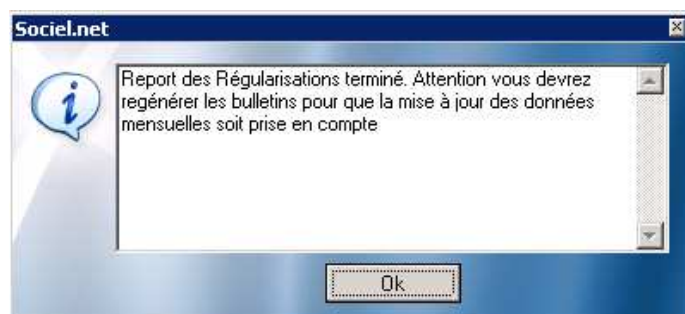 Sociel.net
Report des Régularisations terminé. Attention vous devrez
regénérer les bulletins pour que la mise à jour des données
mensuelles soit prise en compte
Ok